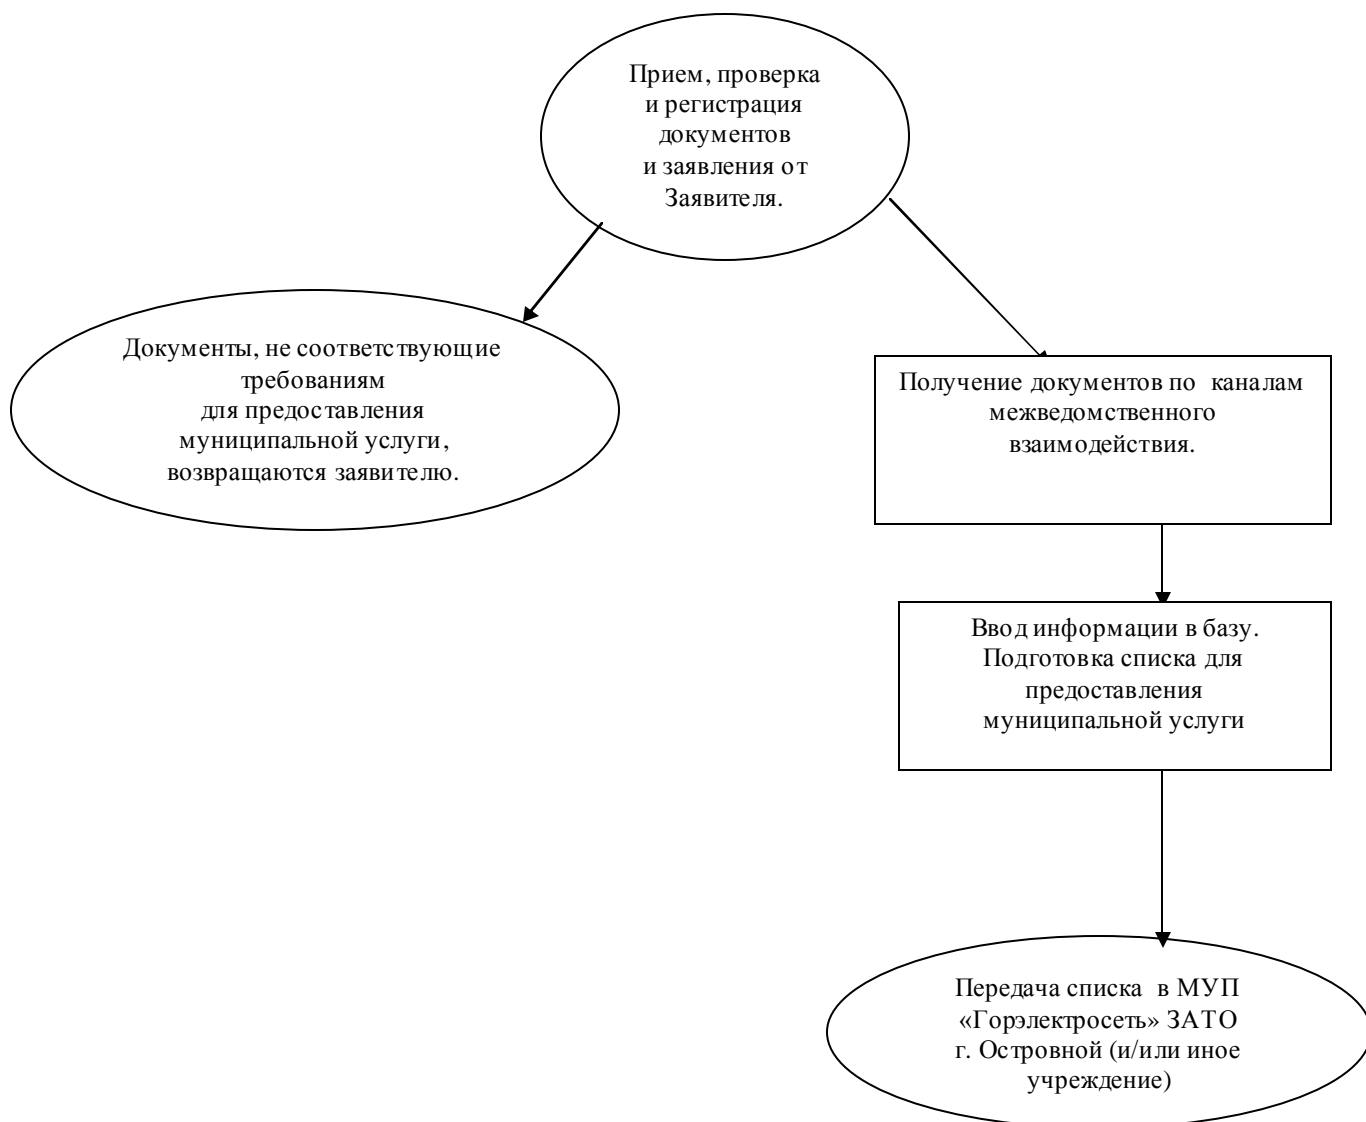 Прием, проверка
и регистрация
документов
и заявления от
Заявителя.
Документы, не соответствующие
требованиям
для предоставления
муниципальной услуги,
возвращаются заявителю.
Получение документов по каналам
межведомственного
взаимодействия.
Ввод информации в базу.
Подготовка списка для
предоставления
муниципальной услуги
Передача списка в МУП
«Горэлектросеть» ЗАТО
г. Островной (и/или иное
учреждение)